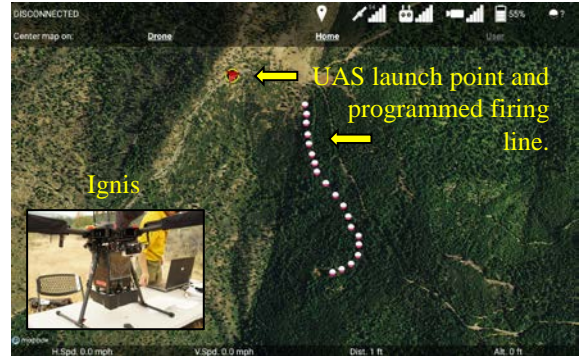 DISCONNECTED
55%
?
Center map on:
Drone
Home
User
UAS launch point and
programmed firing
line.
Ignis
mapbox
H.Spd. 0.0 mph
V.Spd. 0.0 mph
Dist. 1 ft
Alt. 0 ft